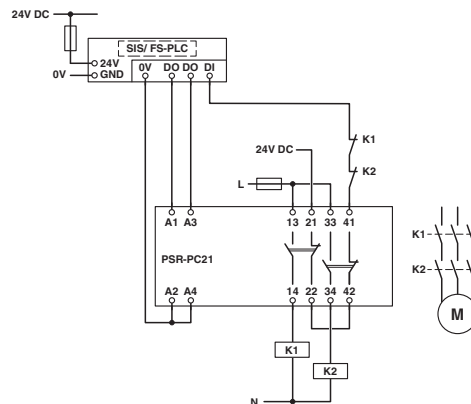 24V DC
SIS/ FS-PLC
24V
0V GND
0V DO DO DI
K1
24V DC
K2
L
A1 A3 13 21 33 41
PSR-PC21
K1
K2
A2 A4 14 22 34 42
M
K1
K2
N